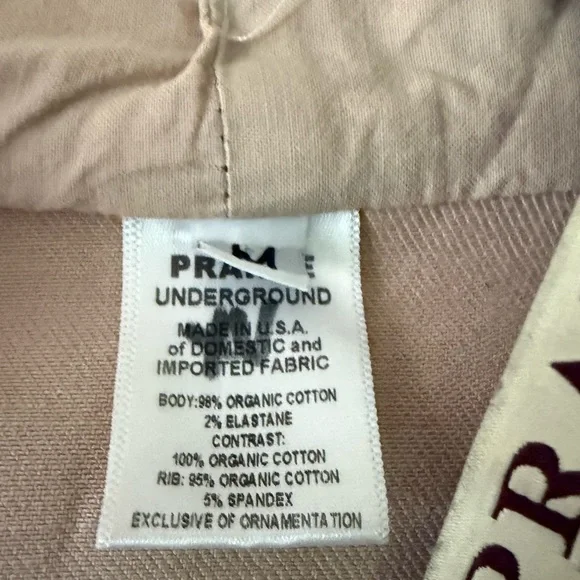 UNDERGROUND
MADE IN U.S.A.
of DOMESTIC and
IMPORTED FABRIC
BODY:98% ORGANIC COTTON
2% ELASTANE
CONTRAST:
100% ORGANIC COTTON
RIB: 95% ORGANIC COTTON
5% SPANDEX
EXCLUSIVE OF ORNAMENTATION
PRA